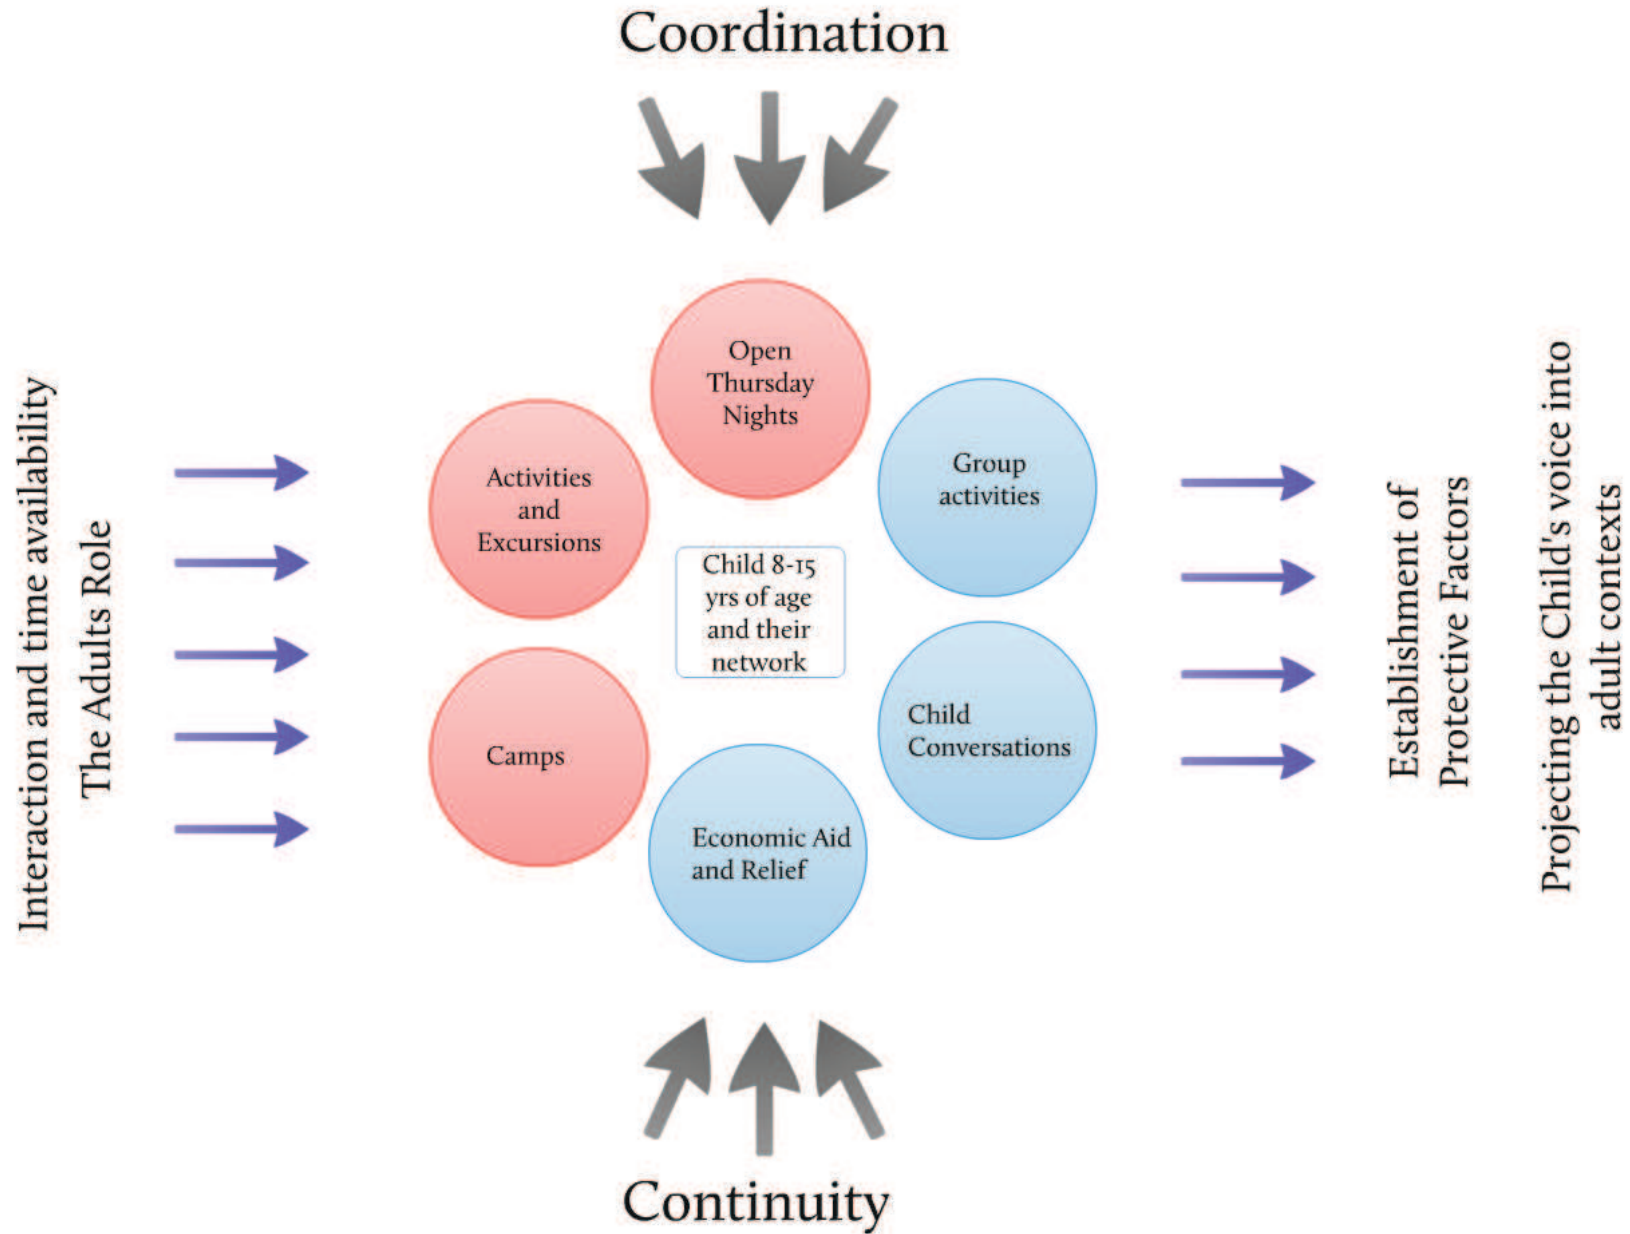 Coordination
Interaction and time availability
The Adults Role
Open
Thursday
Nights
Activities
and
Excursions
Group
activities
Child 8-15
yrs of age
and their
network
Camps
Child
Conversations
Economic Aid
and Relief
Establishment of
Protective Factors
Projecting the Child's voice into
adult contexts
Continuity